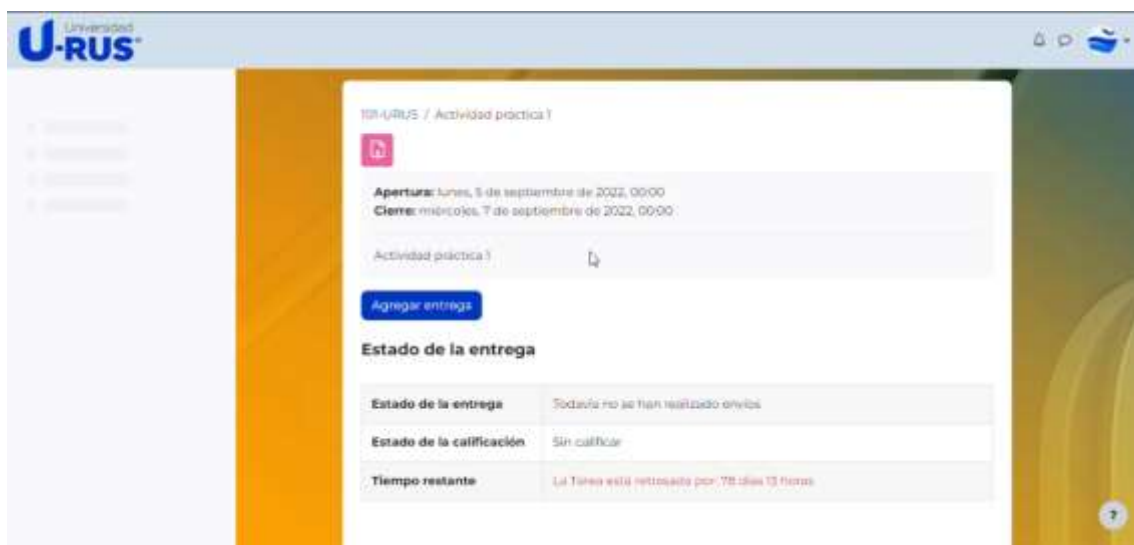 Universidad
U-RUS
101-URUS / Actividad práctica 1
Apertura: lunes, 5 de septiembre de 2022, 00:00
Cierre: miércoles, 7 de septiembre de 2022, 00:00
Actividad práctica 1
Agregar entrega
Estado de la entrega
Estado de la entrega Todavía no se han realizado envíos
Estado de la calificación Sin calificar
Tiempo restante La Tarea está retrasada por: 78 días 13 horas
?